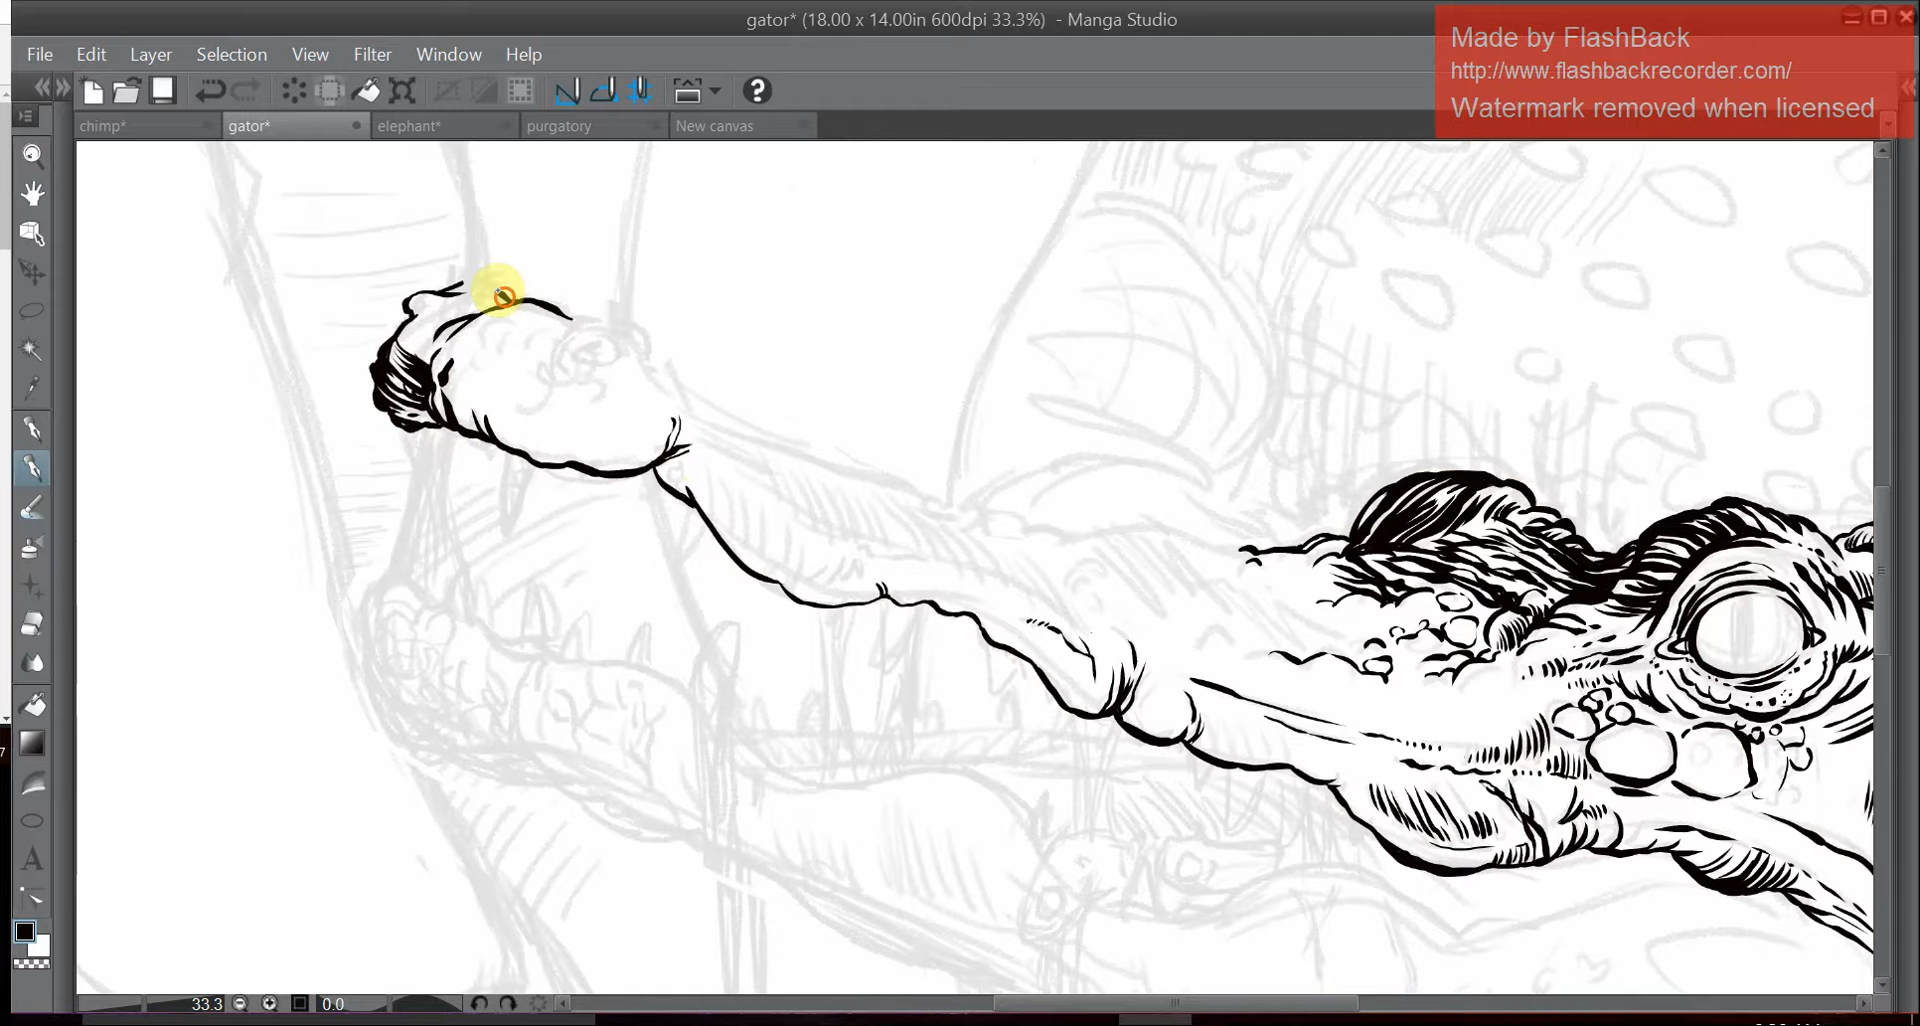 gator* (18.00 x 14.00in 600dpi 33.3%) - Manga Studio
Made by FlashBack
http://www.flashbackrecorder.com/
Watermark removed when licensed
File Edit Layer Selection View Filter Window Help
chimp* gator* elephant* purgatory New canvas
A
7
33.3 0.0